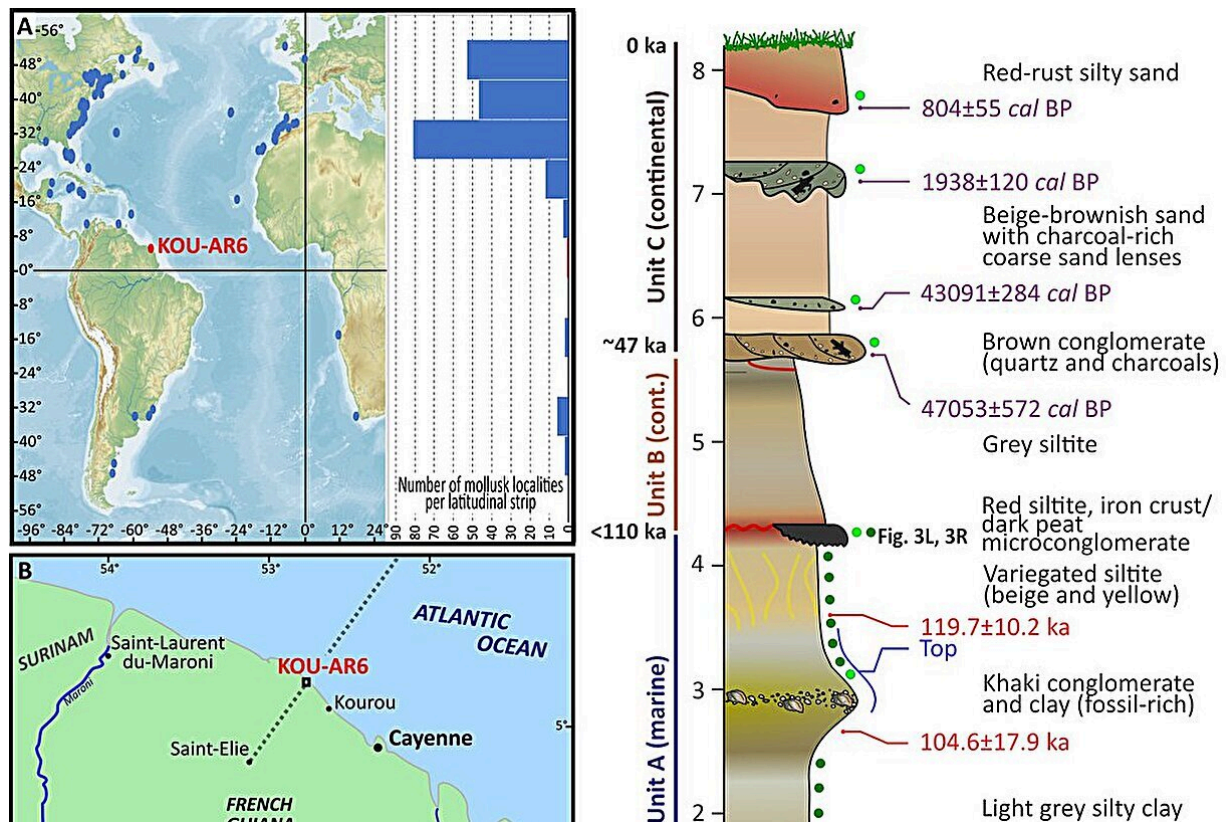 A
56°
48°
40°
32°
24°
16°
8°
0°
8°
16°
24°
32°
40°
48°
56°
KOU-AR6
-96° -84° -72° -60° -48° -36° -24° -12° 0° 12° 24°
Number of mollusk localities
per latitudinal strip
90 80 70 60 50 40 30 20 10 0
B
54° 53° 52°
ATLANTIC
OCEAN
SURINAM
Saint-Laurent
du-Maroni
Maroni
KOU-AR6
Kourou
5°
Saint-Elie
Cayenne
FRENCH
GUIANA
0 ka
~47 ka
<110 ka
Unit C (continental)
Unit B (cont.)
Unit A (marine)
8
7
6
5
4
3
2
Red-rust silty sand
804±55 cal BP
1938±120 cal BP
Beige-brownish sand
with charcoal-rich
coarse sand lenses
43091±284 cal BP
Brown conglomerate
(quartz and charcoals)
47053±572 cal BP
Grey siltite
Red siltite, iron crust/
dark peat
microconglomerate
Fig. 3L, 3R
Variegated siltite
(beige and yellow)
119.7±10.2 ka
Top
Khaki conglomerate
and clay (fossil-rich)
104.6±17.9 ka
Light grey silty clay